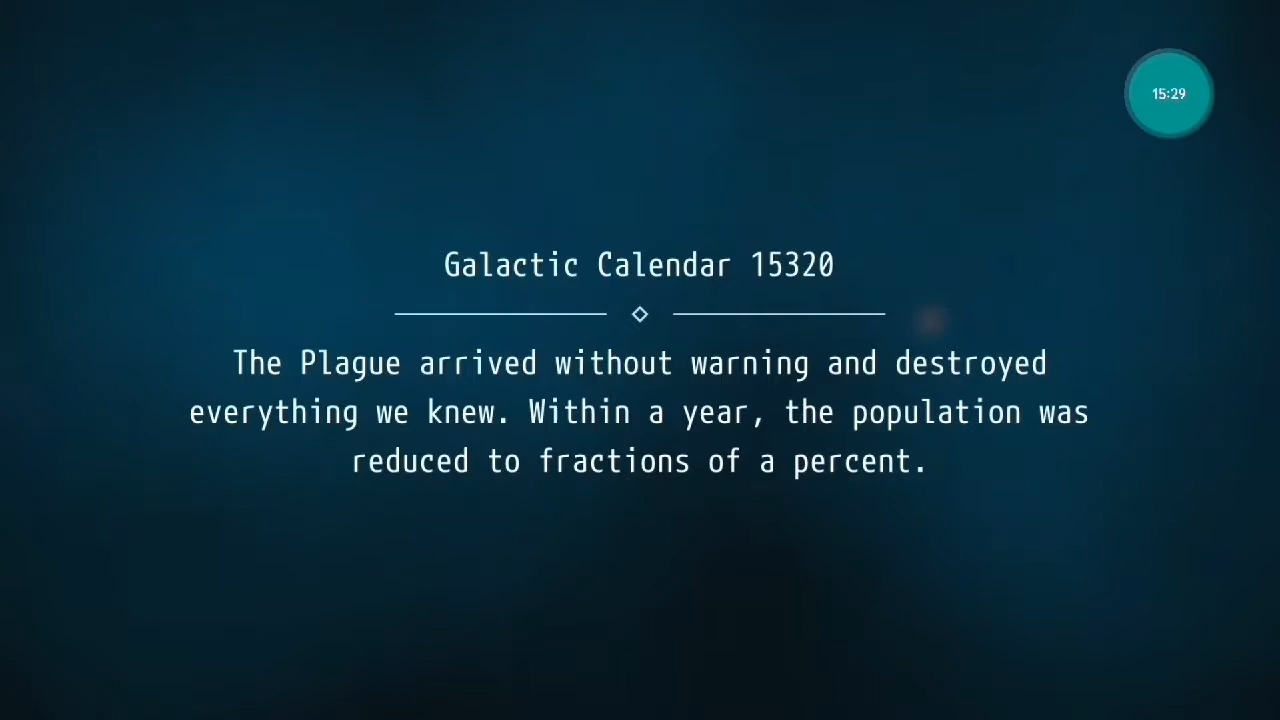 15:29
Galactic Calendar 15320
The Plague arrived without warning and destroyed
everything we knew. Within a year, the population was
reduced to fractions of a percent.